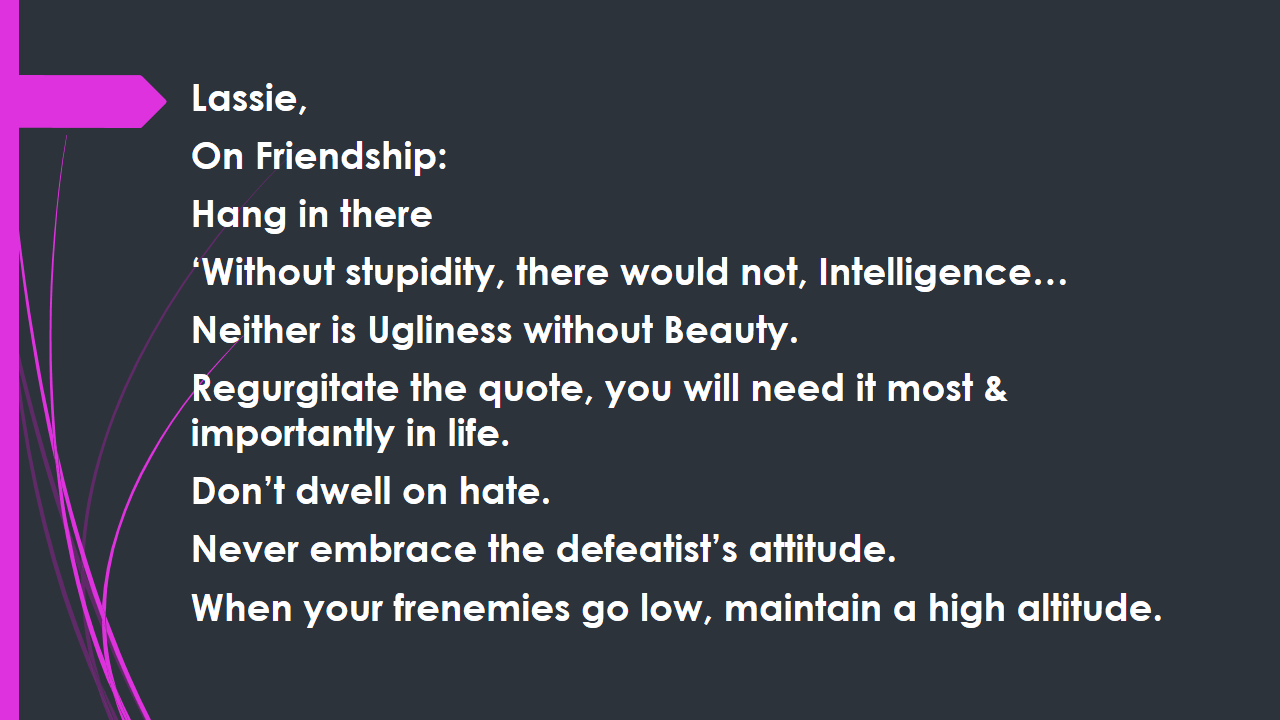 Lassie,
On Friendship:
Hang in there
‘Without stupidity, there would not, Intelligence…
Neither is Ugliness without Beauty.
Regurgitate the quote, you will need it most &
importantly in life.
Don’t dwell on hate.
Never embrace the defeatist’s attitude.
When your frenemies go low, maintain a high altitude.